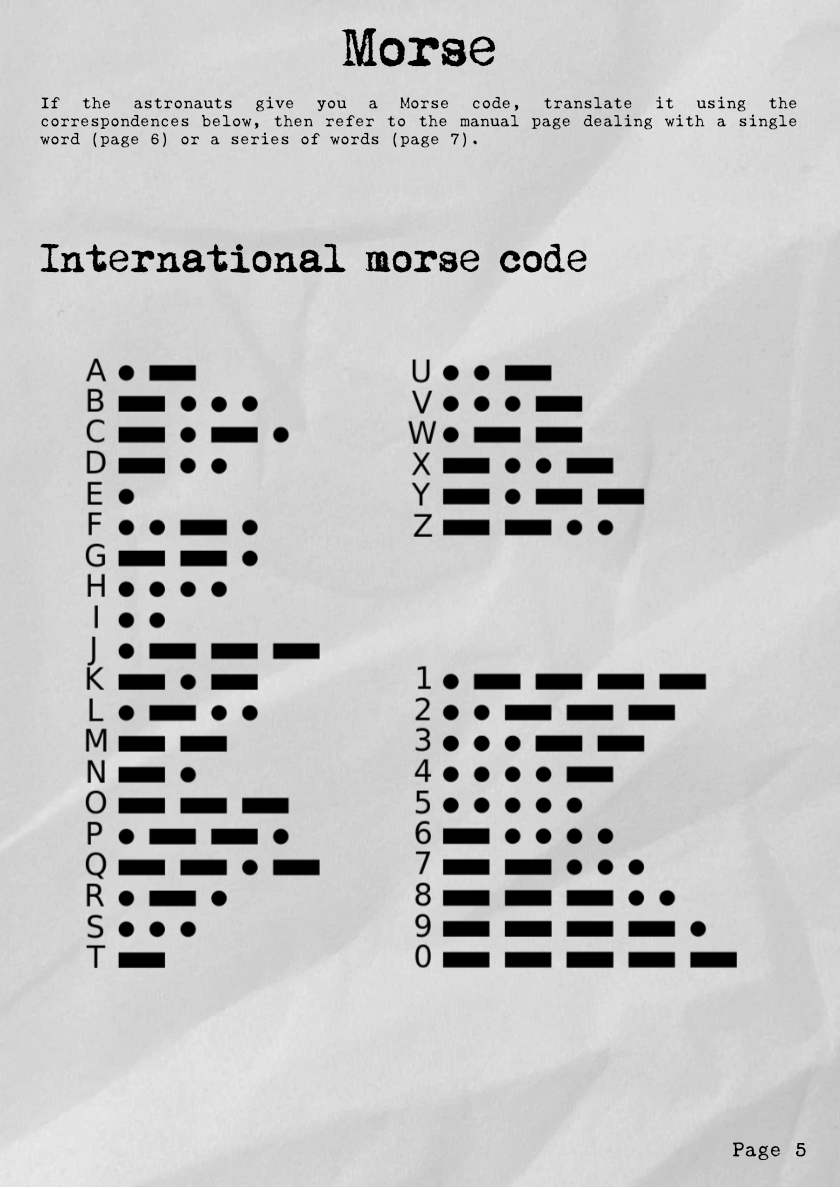 Morse
If the astronauts give you a Morse code, translate it using the
correspondences below, then refer to the manual page dealing with a single
word (page 6) or a series of words (page 7).
International morse code
A
B
C
D
E
F
G
H
I
J
K
L
M
N
O
P
Q
R
S
T
U
V
W
X
Y
Z
1
2
3
4
5
6
7
8
9
0
Page 5